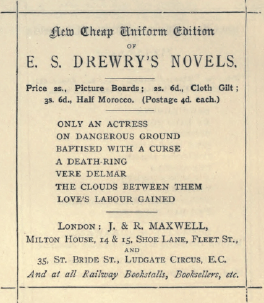 New Cheap Uniform Edition
OF
E. S. DREWRY'S NOVELS.
Price 2s., Picture Boards; 2s. 6d., Cloth Gilt;
3s. 6d., Half Morocco. (Postage 4d. each.)
ONLY AN ACTRESS
ON DANGEROUS GROUND
BAPTISED WITH A CURSE
A DEATH-RING
VERE DELMAR
THE CLOUDS BETWEEN THEM
LOVE'S LABOUR GAINED
LONDON: J. & R. MAXWELL,
MILTON HOUSE, 14 & 15, SHOE LANE, FLEET ST.,
AND
35, ST. BRIDE ST., LUDGATE CIRCUS, E.C.
And at all Railway Bookstalls, Booksellers, etc.